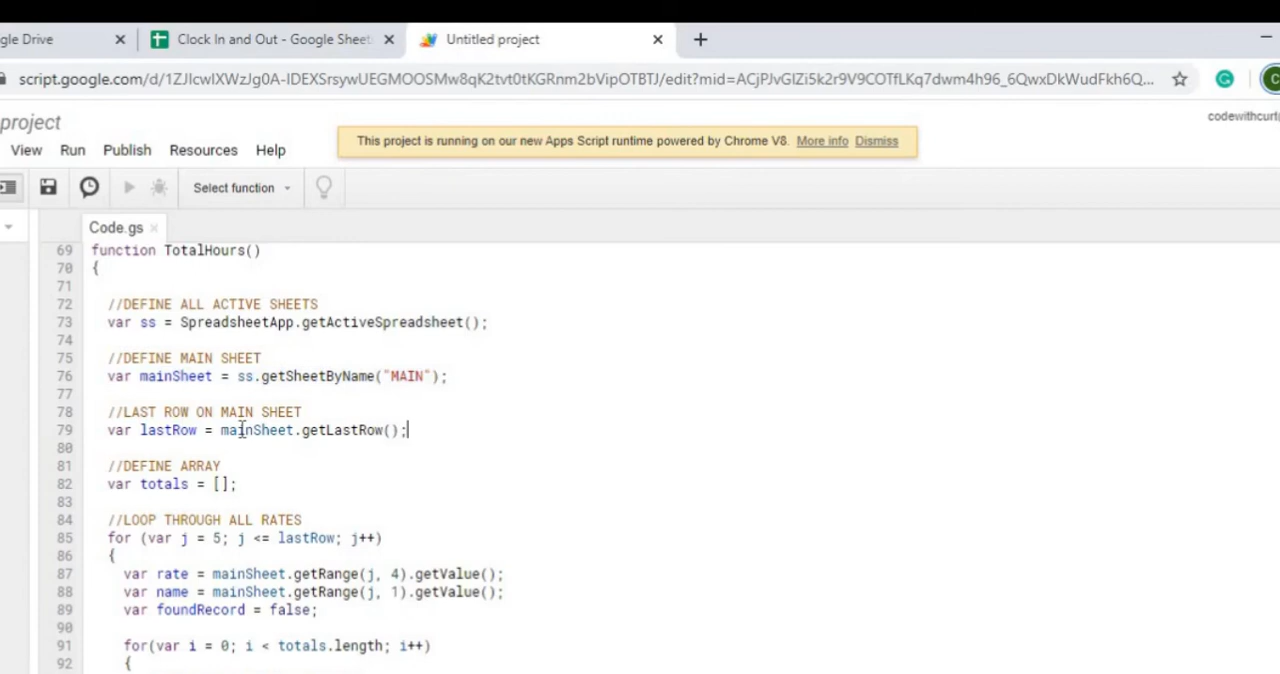 gle Drive
Clock In and Out - Google Sheet
Untitled project
script.google.com/d/1ZJlcwlXWzJg0A-IDEXSrsywUEGMOOSMw8qK2tvt0tKGRnm2bVipOTBTJ/edit?mid=ACjPJvGlZi5k2r9V9COTfLKq7dwm4h96_6QwxDkWudFkh6Q...
project
This project is running on our new Apps Script runtime powered by Chrome V8. More info Dismiss
codewithcurt
View Run Publish Resources Help
Select function
Code.gs
69 function TotalHours()
70 {
71
72 //DEFINE ALL ACTIVE SHEETS
73 var ss = SpreadsheetApp.getActiveSpreadsheet();
74
75 //DEFINE MAIN SHEET
76 var mainSheet = ss.getSheetByName("MAIN");
77
78 //LAST ROW ON MAIN SHEET
79 var lastRow = mainSheet.getLastRow();
80
81 //DEFINE ARRAY
82 var totals = [];
83
84 //LOOP THROUGH ALL RATES
85 for (var j = 5; j <= lastRow; j++)
86 {
87 var rate = mainSheet.getRange(j, 4).getValue();
88 var name = mainSheet.getRange(j, 1).getValue();
89 var foundRecord = false;
90
91 for(var i = 0; i < totals.length; i++)
92 {